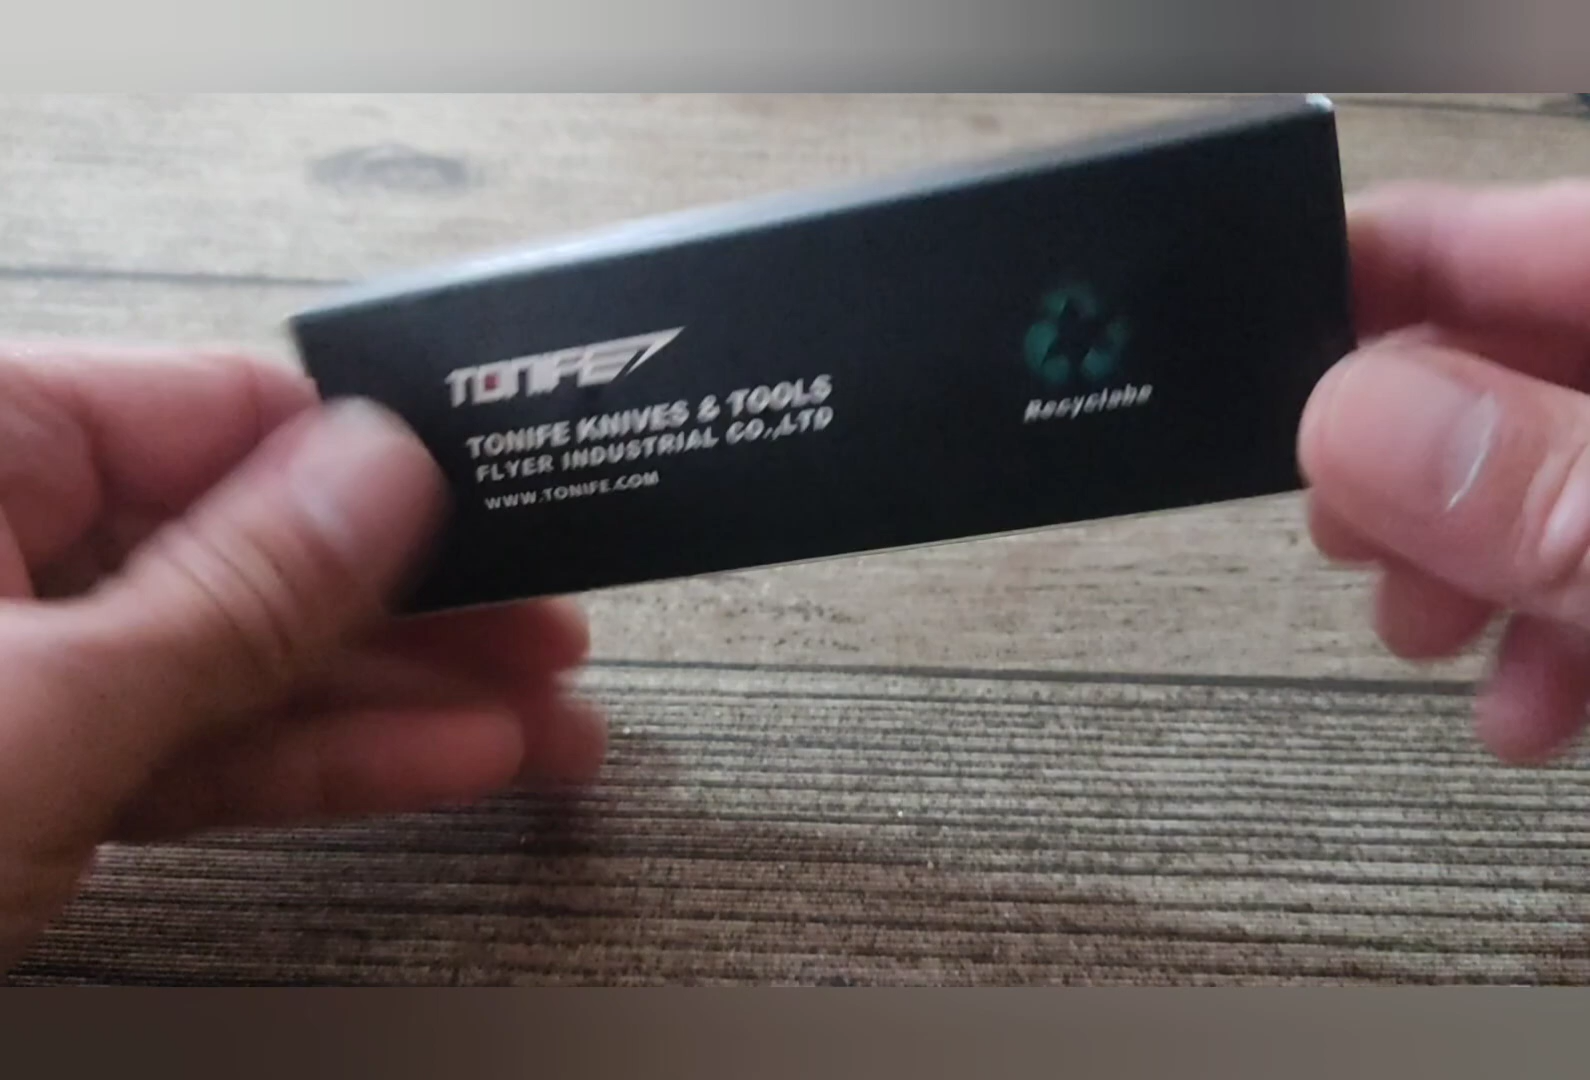 TONIFE
TONIFE KNIVES & TOOLS
FLYER INDUSTRIAL CO.,LTD
WWW.TONIFE.COM
Recyclabe